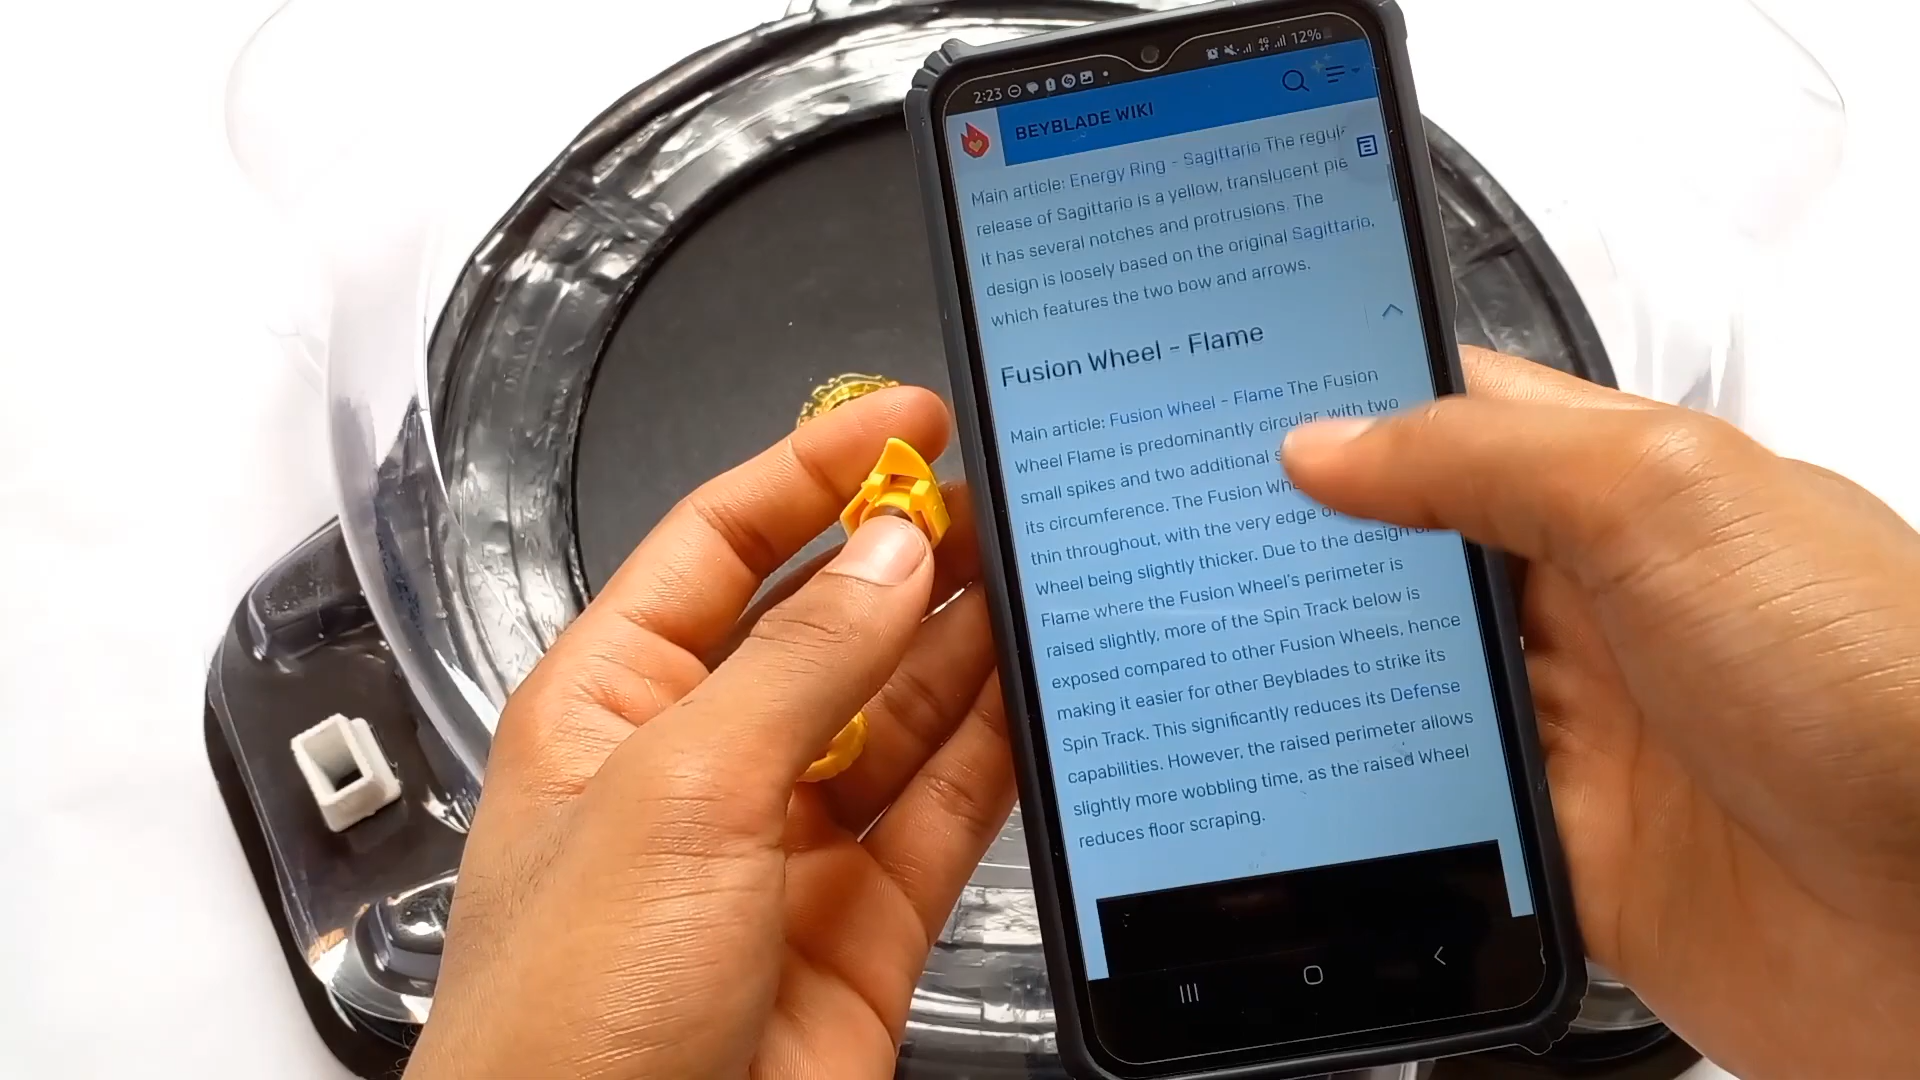 2:23
4G
12%
BEYBLADE WIKI
Main article: Energy Ring - Sagittario The
release of Sagittario is a yellow, translucent
It has several notches and protrusions. The
design is loosely based on the original Sagittario,
which features the two bow and arrows.
Fusion Wheel - Flame
Main article: Fusion Wheel - Flame The Fusion
Wheel Flame is predominantly circular, with two
small spikes and two additional
its circumference. The Fusion
thin throughout, with the very edge
Wheel being slightly thicker. Due to the design
Flame where the Fusion Wheel's perimeter is
raised slightly, more of the Spin Track below is
exposed compared to other Fusion Wheels, hence
making it easier for other Beyblades to strike its
Spin Track. This significantly reduces its Defense
capabilities. However, the raised perimeter allows
slightly more wobbling time, as the raised Wheel
reduces floor scraping.